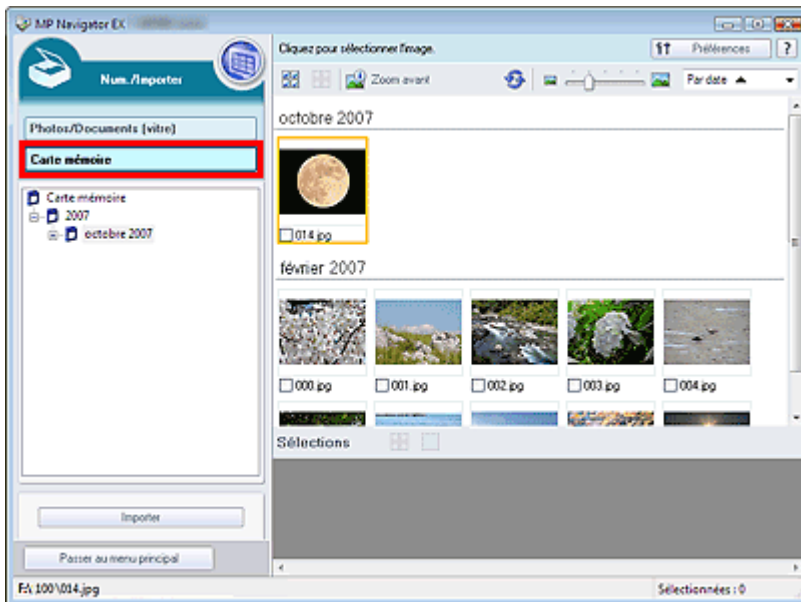 MP Navigator EX
Num./Importer
Photos/Documents (vitre)
Carte mémoire
Carte mémoire
2007
octobre 2007
Importer
Passer au menu principal
Cliquez pour sélectionner l'image.
Préférences
?
Zoom avant
Par date
octobre 2007
014.jpg
février 2007
000.jpg
001.jpg
002.jpg
003.jpg
004.jpg
Sélections
F:\ 100\014.jpg
Sélectionnées : 0